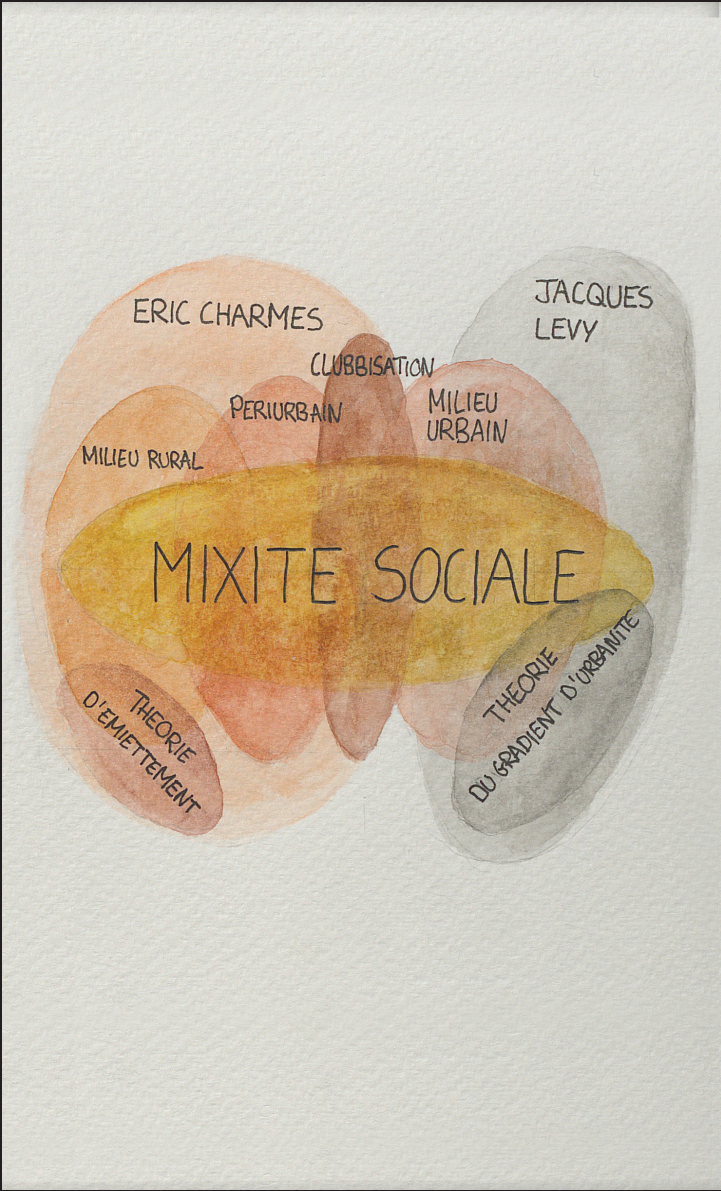 ERIC CHARMES
JACQUES
LEVY
CLUBBISATION
PERIURBAIN
MILIEU
URBAIN
MILIEU RURAL
MIXITE SOCIALE
THEORIE
D'EMIETTEMENT
THEORIE
DU GRADIENT D'URBANITE